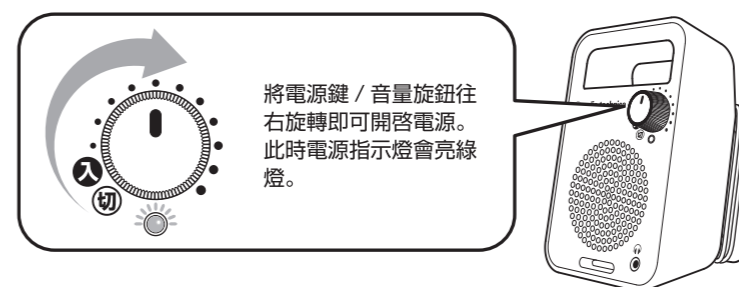 將電源鍵 / 音量旋鈕往
右旋轉即可開啓電源。
此時電源指示燈會亮綠
燈。
入
切